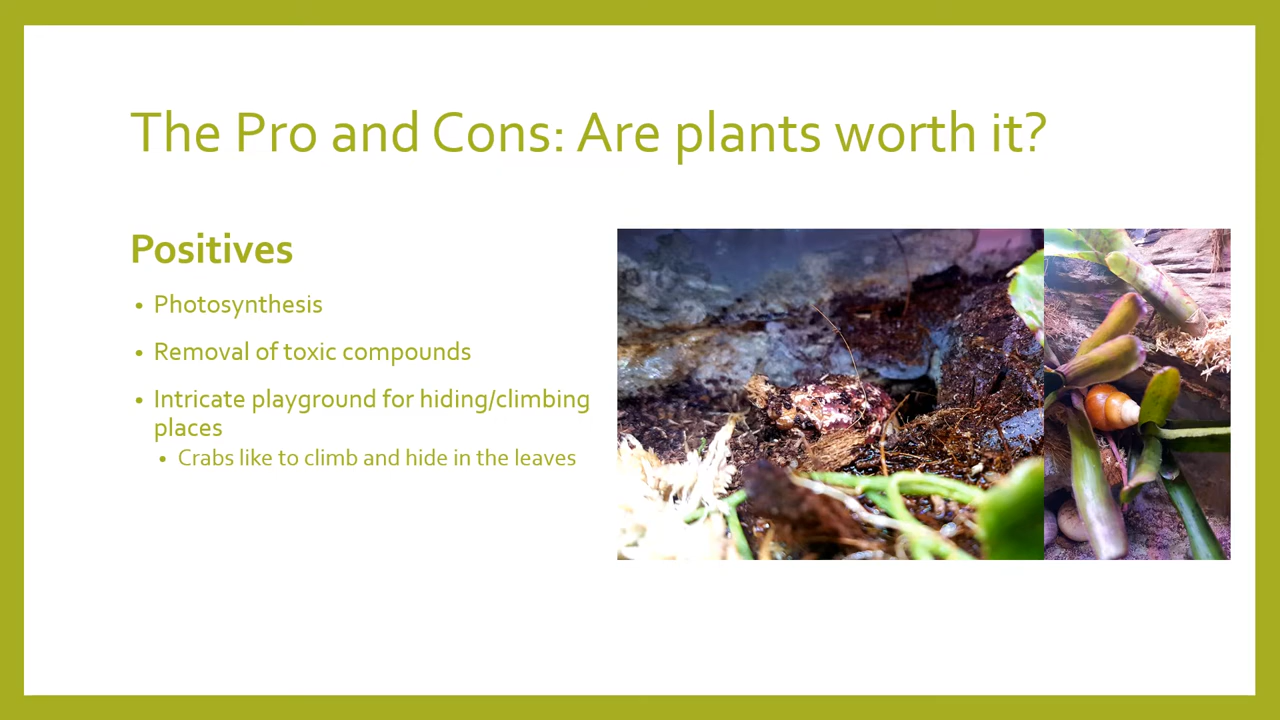 The Pro and Cons: Are plants worth it?
Positives
• Photosynthesis
• Removal of toxic compounds
• Intricate playground for hiding/climbing
places
• Crabs like to climb and hide in the leaves